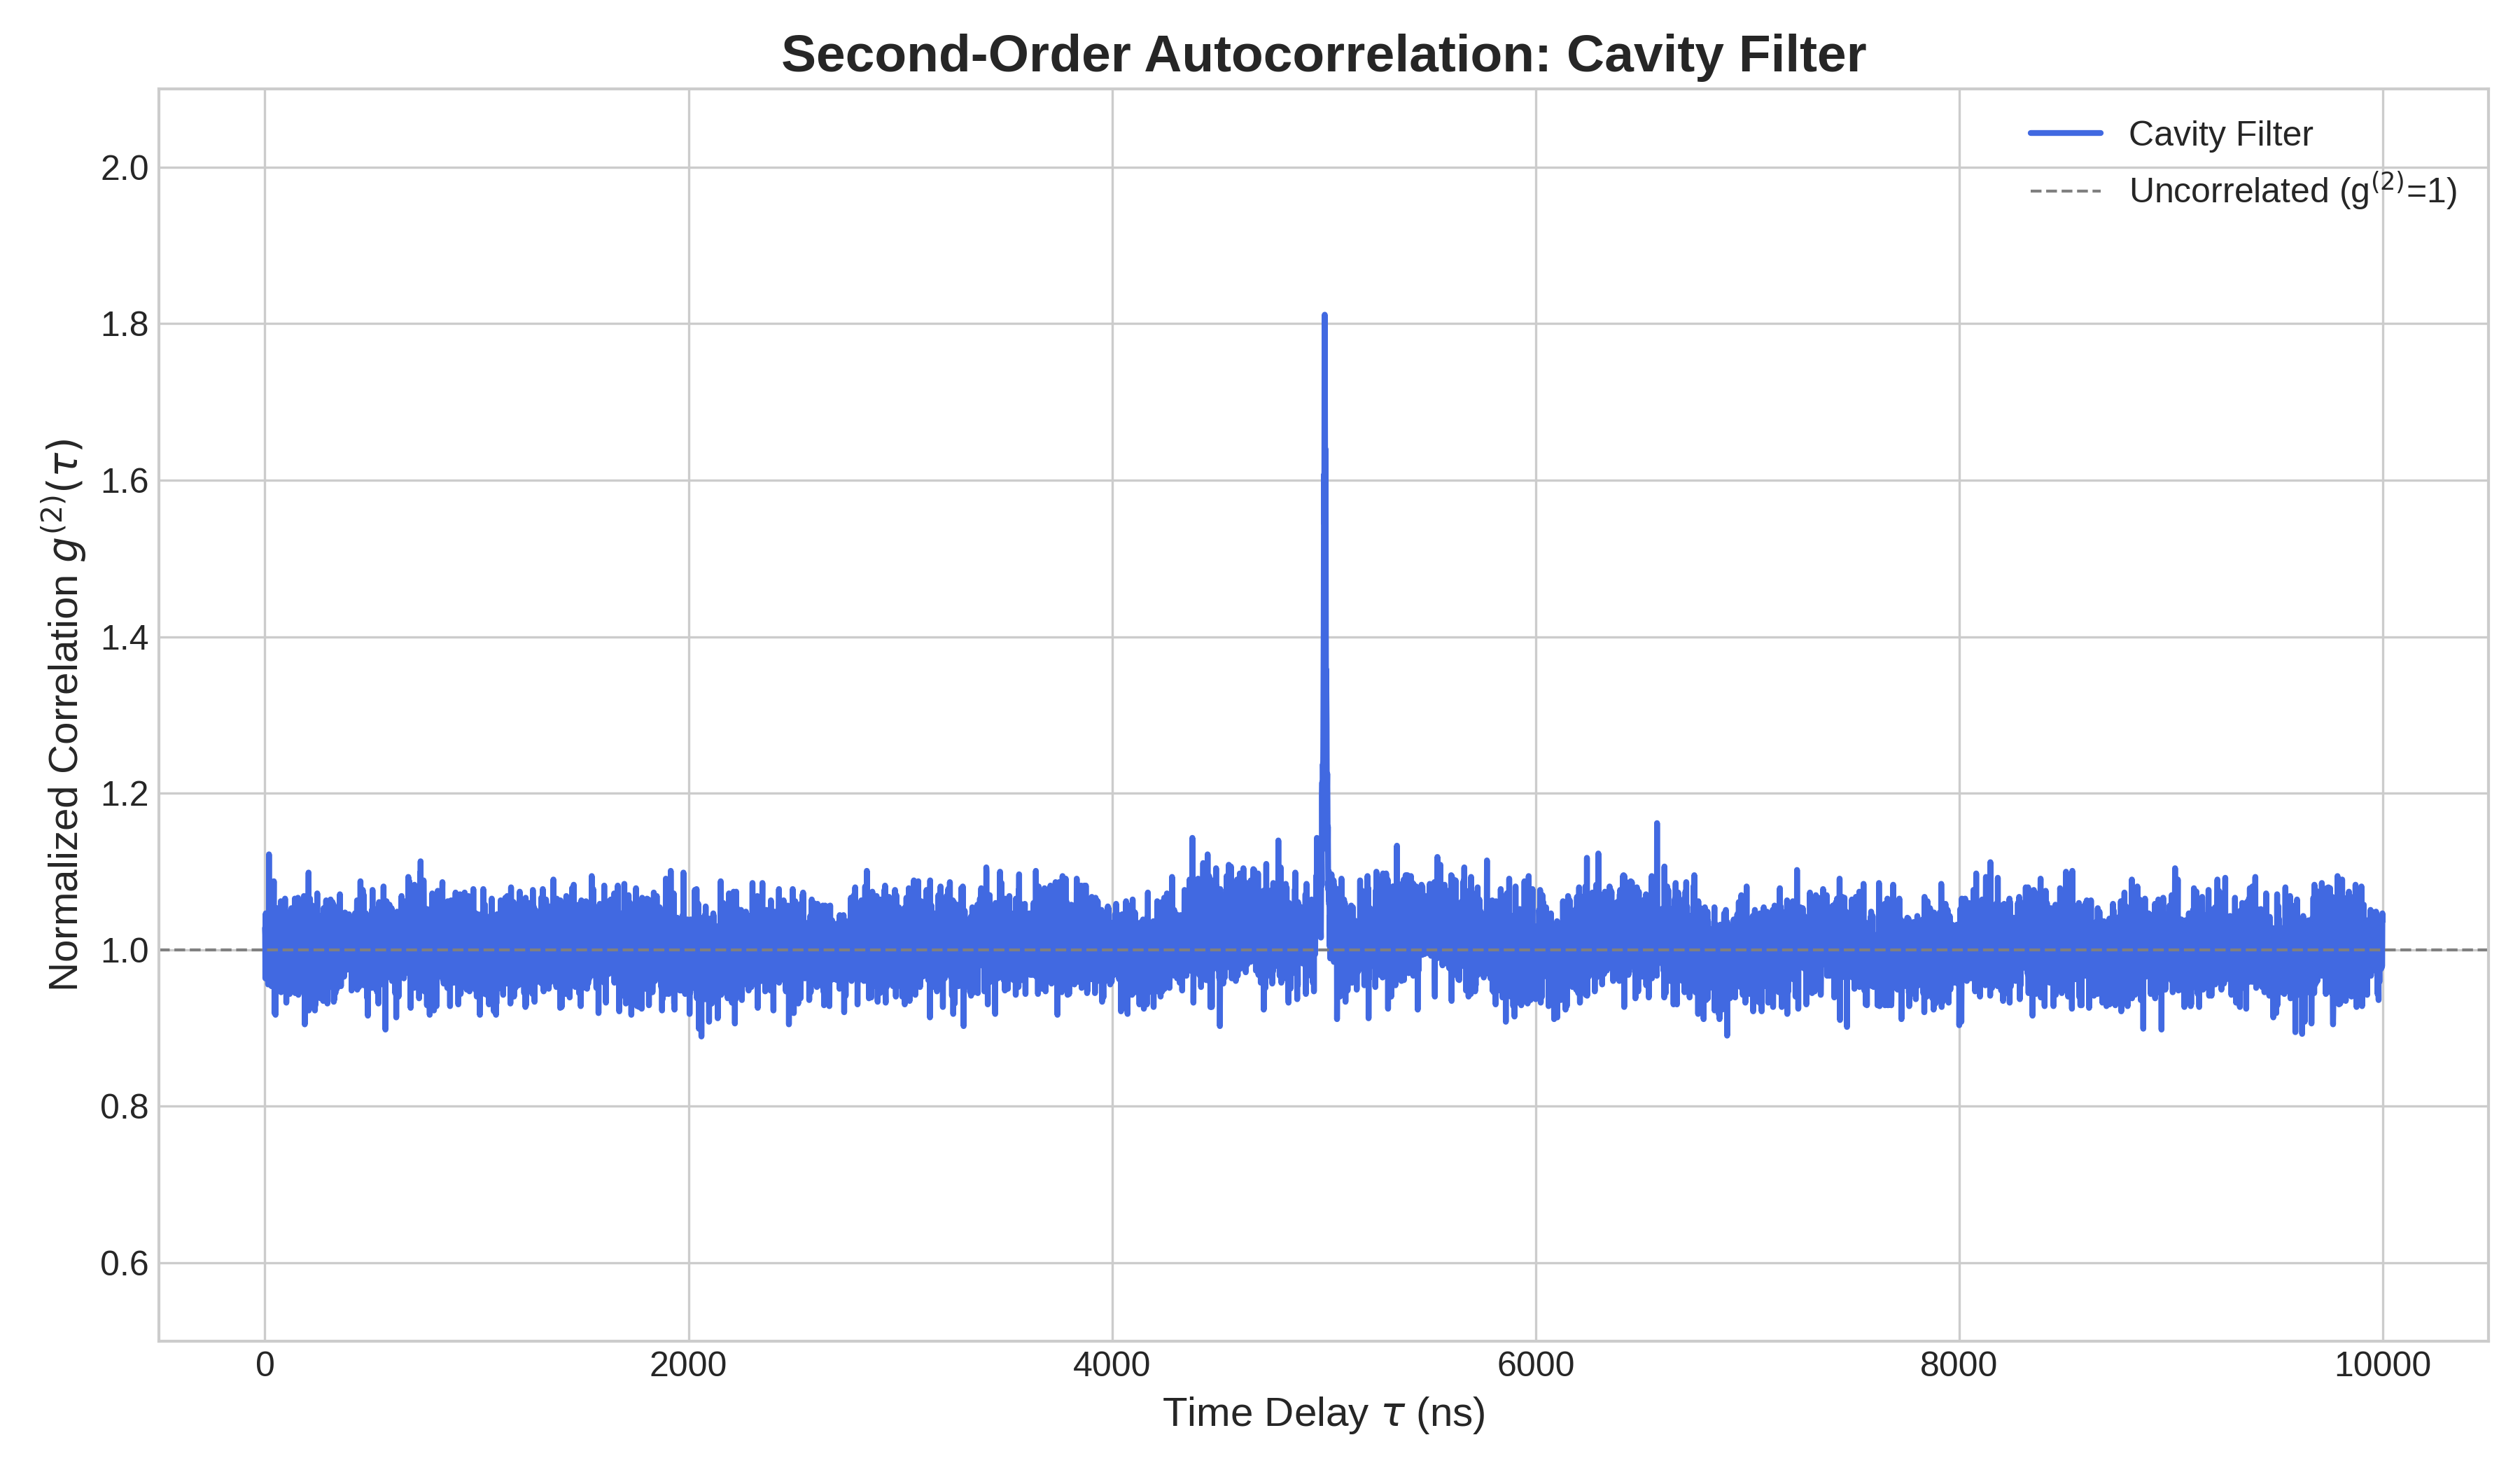 Second-Order Autocorrelation: Cavity Filter
Cavity Filter
Uncorrelated (g⁽²⁾=1)
Normalized Correlation g⁽²⁾(τ)
2.0
1.8
1.6
1.4
1.2
1.0
0.8
0.6
0 2000 4000 6000 8000 10000
Time Delay τ (ns)